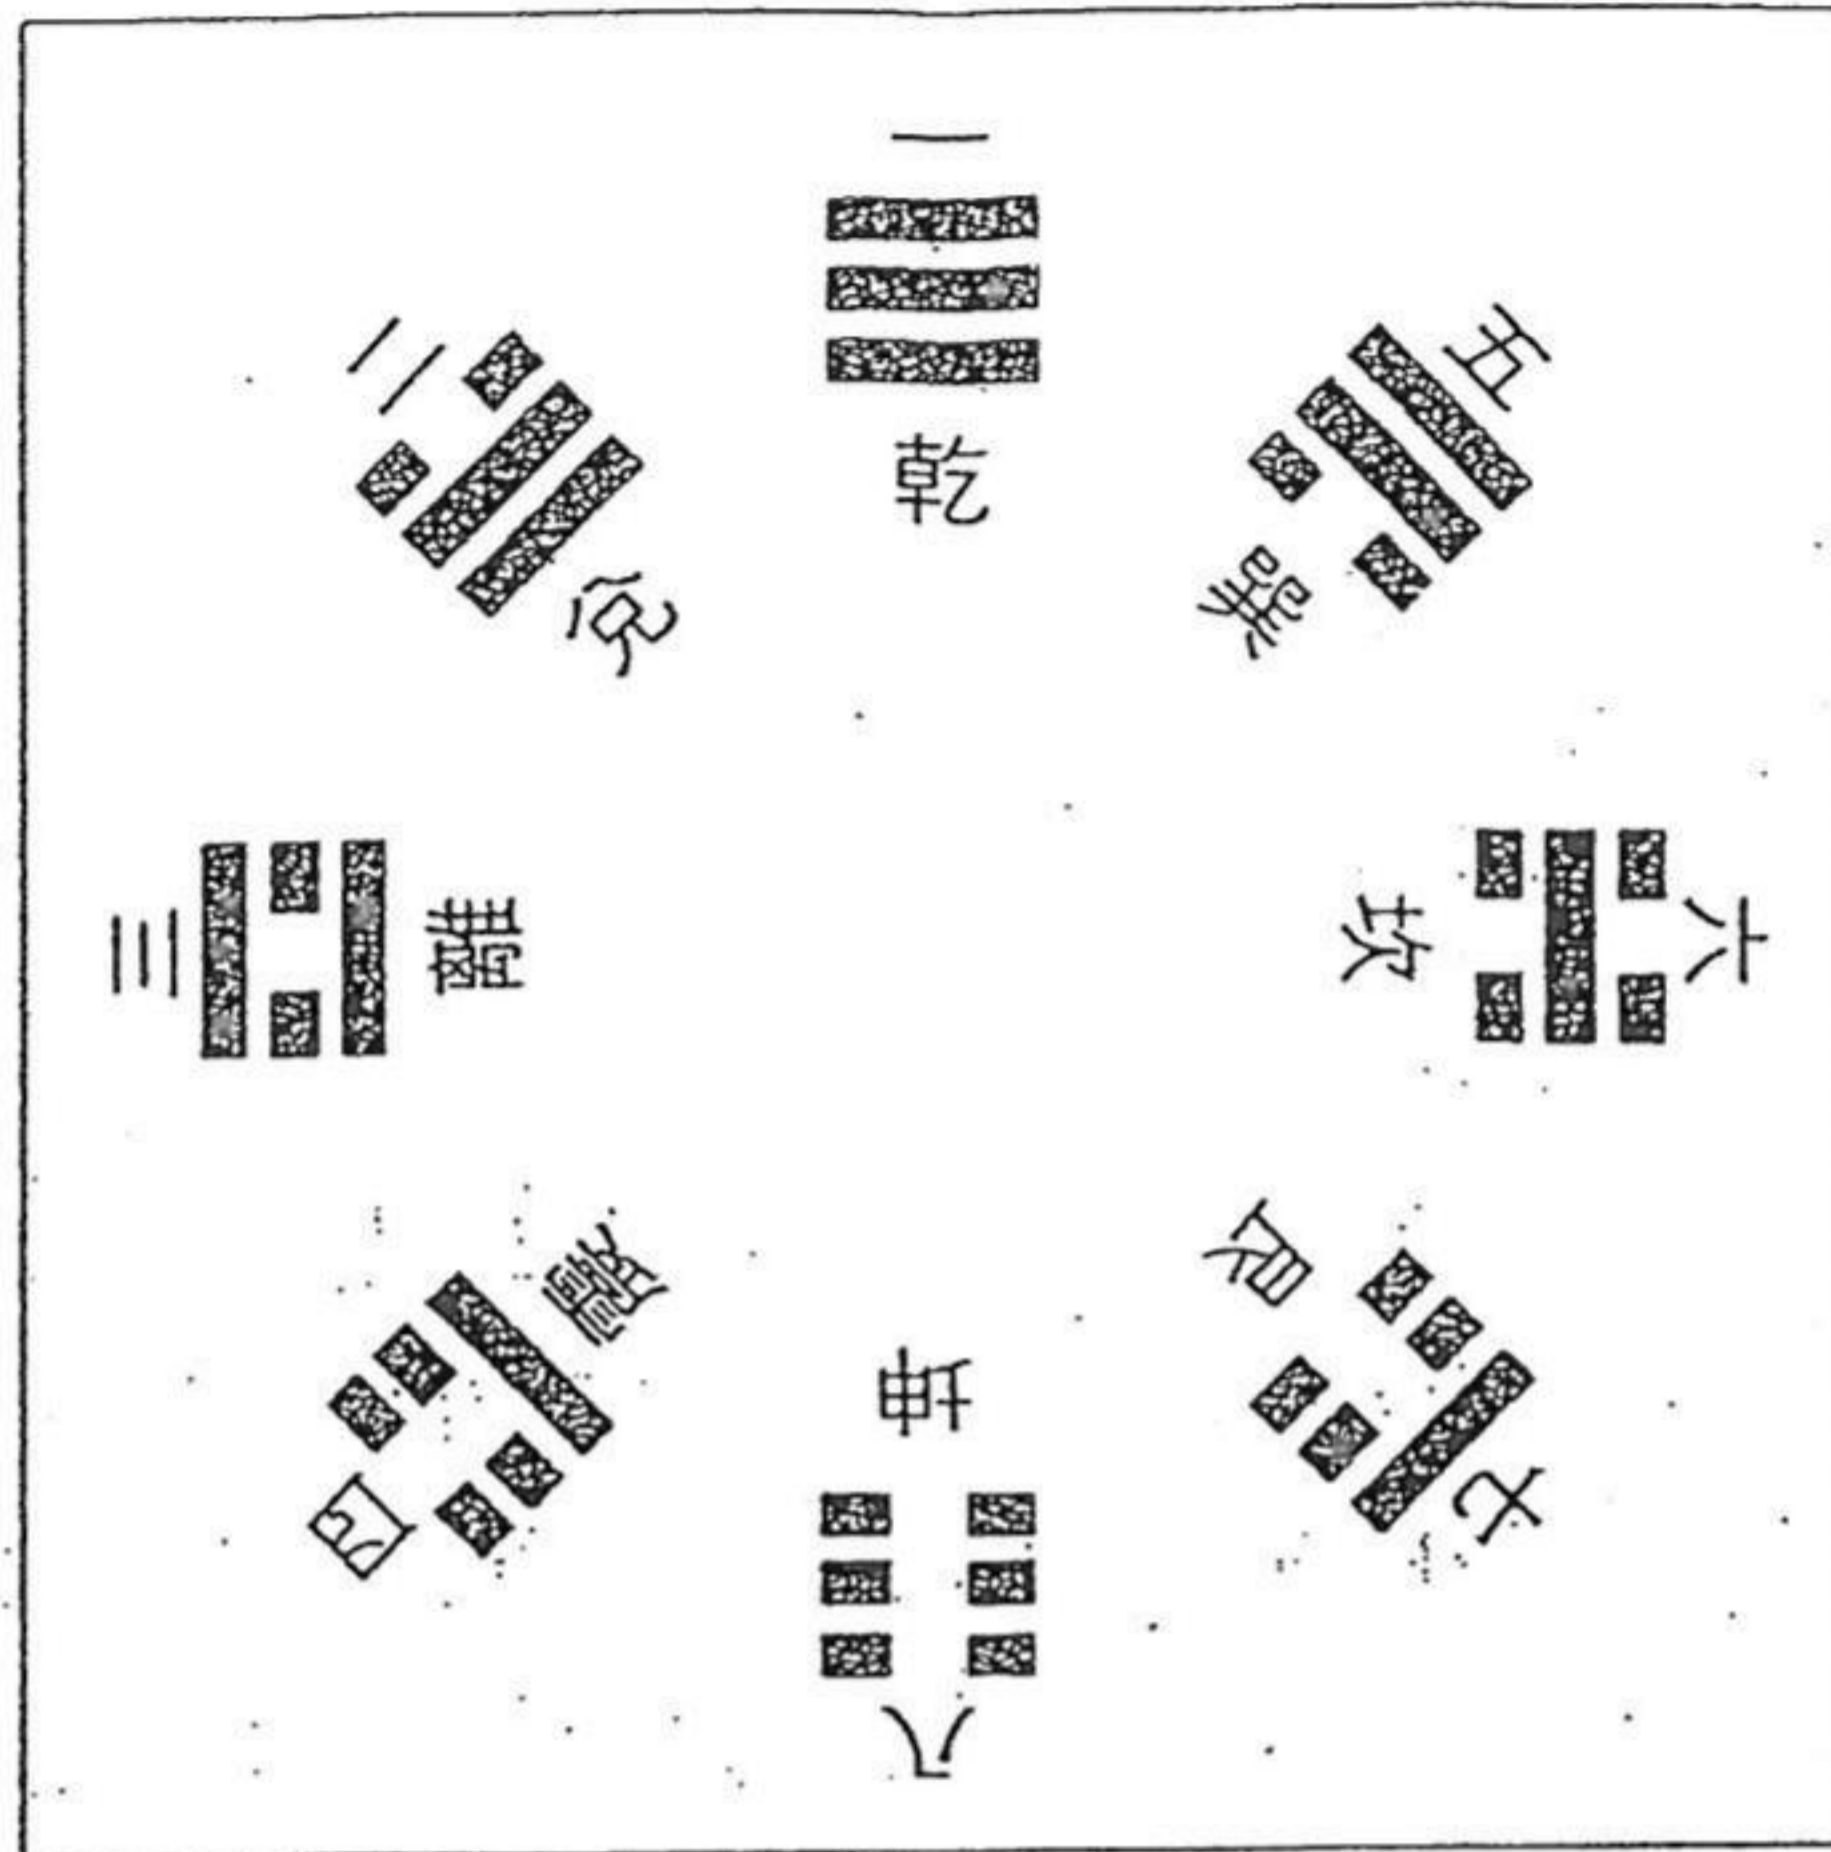 一
乾
二
兌
三
離
四
震
五
巽
六
坎
七
艮
八
坤